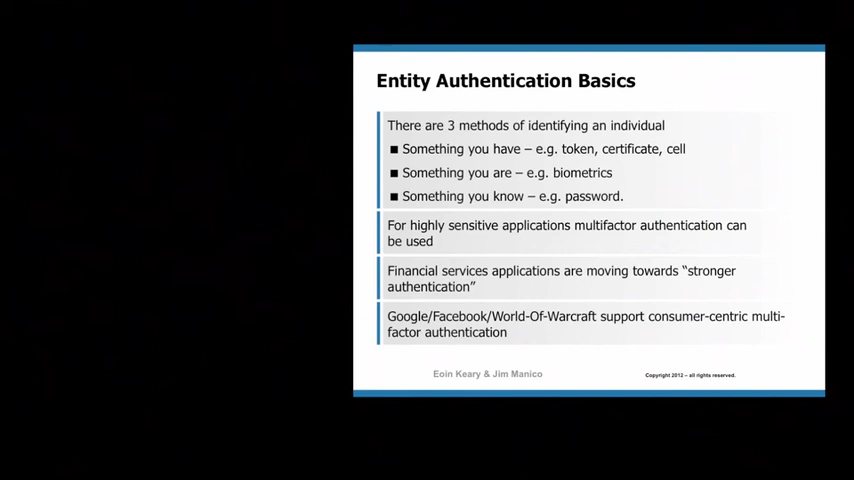 Entity Authentication Basics
There are 3 methods of identifying an individual
■ Something you have – e.g. token, certificate, cell
■ Something you are – e.g. biometrics
■ Something you know – e.g. password.
For highly sensitive applications multifactor authentication can
be used
Financial services applications are moving towards “stronger
authentication”
Google/Facebook/World-Of-Warcraft support consumer-centric multi-
factor authentication
Eoin Keary & Jim Manico
Copyright 2012 – all rights reserved.